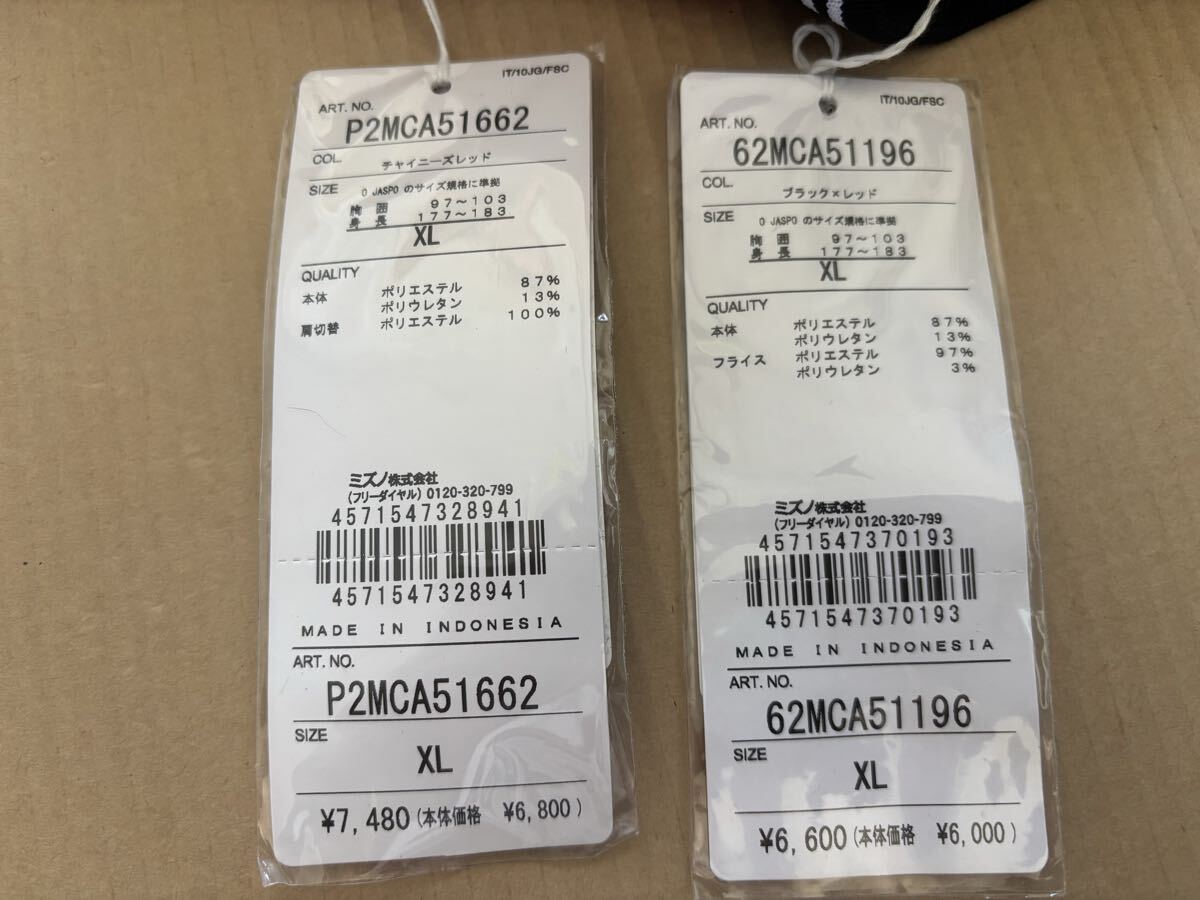 IT/10JG/FSC
ART. NO.
P2MCA51662
COL.
チャイニーズレッド
SIZE
O JASPO のサイズ規格に準拠
胸 囲 97~103
身 長 177~183
XL
QUALITY
本体 ポリエステル 87%
ポリウレタン 13%
肩切替 ポリエステル 100%
ミズノ株式会社
(フリーダイヤル) 0120-320-799
4571547328941
4571547328941
MADE IN INDONESIA
ART. NO.
P2MCA51662
SIZE
XL
¥7,480 (本体価格 ¥6,800 )
IT/10JG/FSC
ART. NO.
62MCA51196
COL.
ブラック×レッド
SIZE
O JASPO のサイズ規格に準拠
胸 囲 97~103
身 長 177~183
XL
QUALITY
本体 ポリエステル 87%
ポリウレタン 13%
フライス ポリエステル 97%
ポリウレタン 3%
ミズノ株式会社
(フリーダイヤル) 0120-320-799
4571547370193
4571547370193
MADE IN INDONESIA
ART. NO.
62MCA51196
SIZE
XL
¥6,600 (本体価格 ¥6,000 )